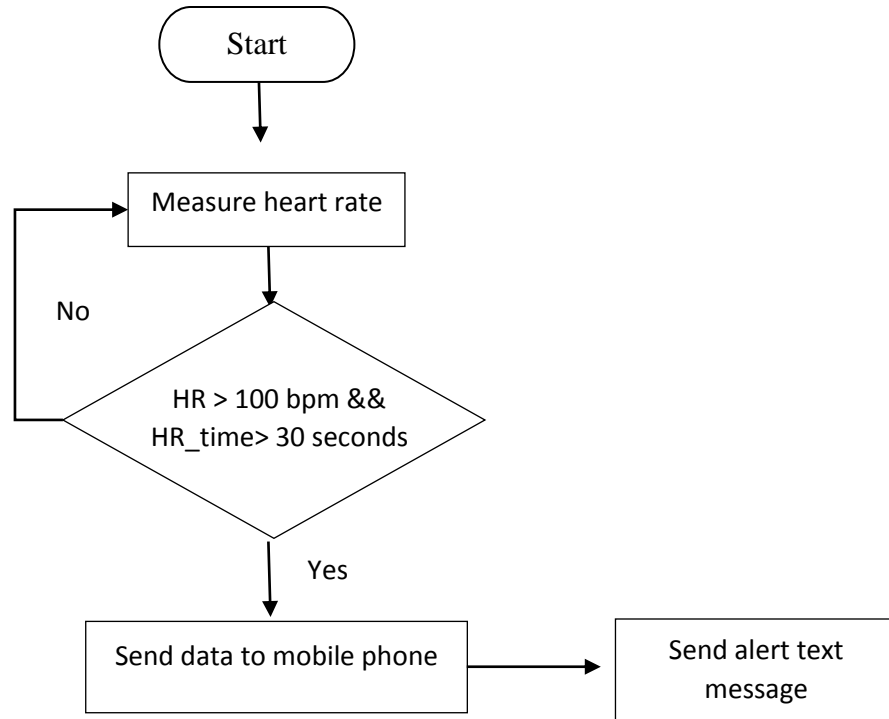 Start
Measure heart rate
No
HR > 100 bpm &&
HR_time> 30 seconds
Yes
Send data to mobile phone
Send alert text
message